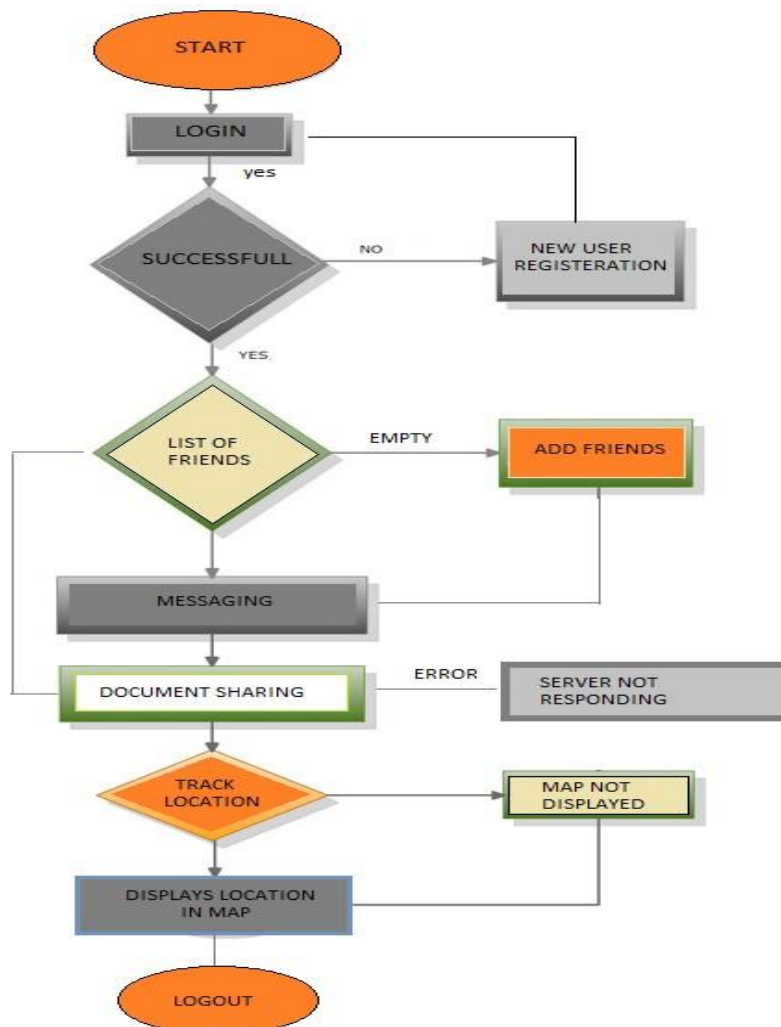 START
LOGIN
yes
SUCCESSFULL
NO
NEW USER
REGISTERATION
YES.
LIST OF
FRIENDS
EMPTY
ADD FRIENDS
MESSAGING
DOCUMENT SHARING
ERROR
SERVER NOT
RESPONDING
TRACK
LOCATION
MAP NOT
DISPLAYED
DISPLAYS LOCATION
IN MAP
LOGOUT